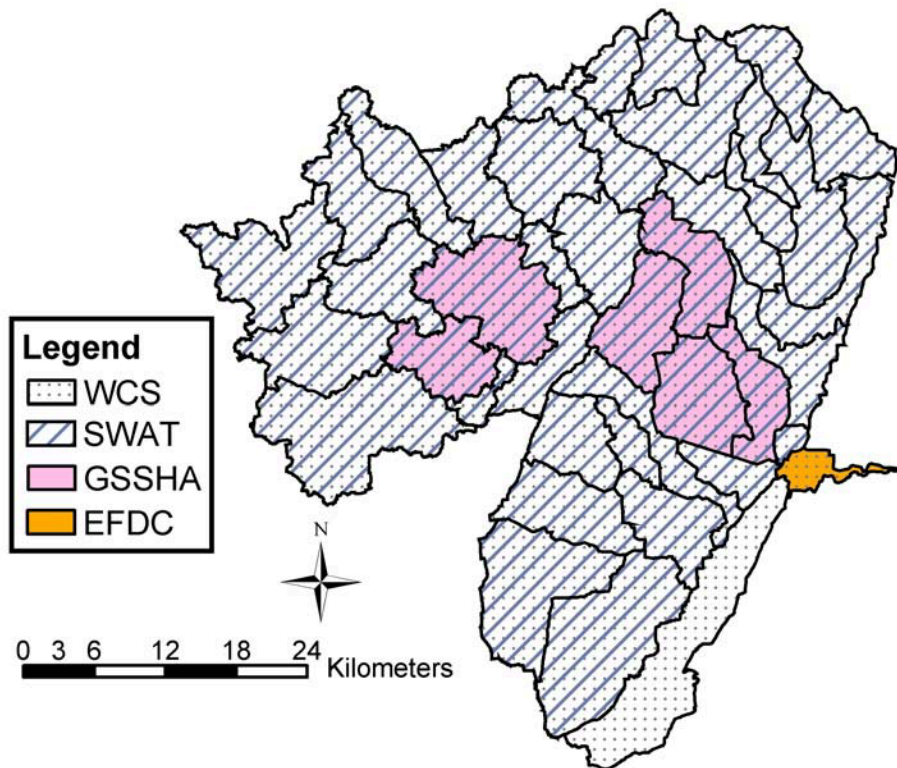 Legend
WCS
SWAT
GSSHA
EFDC
N
0 3 6 12 18 24
Kilometers